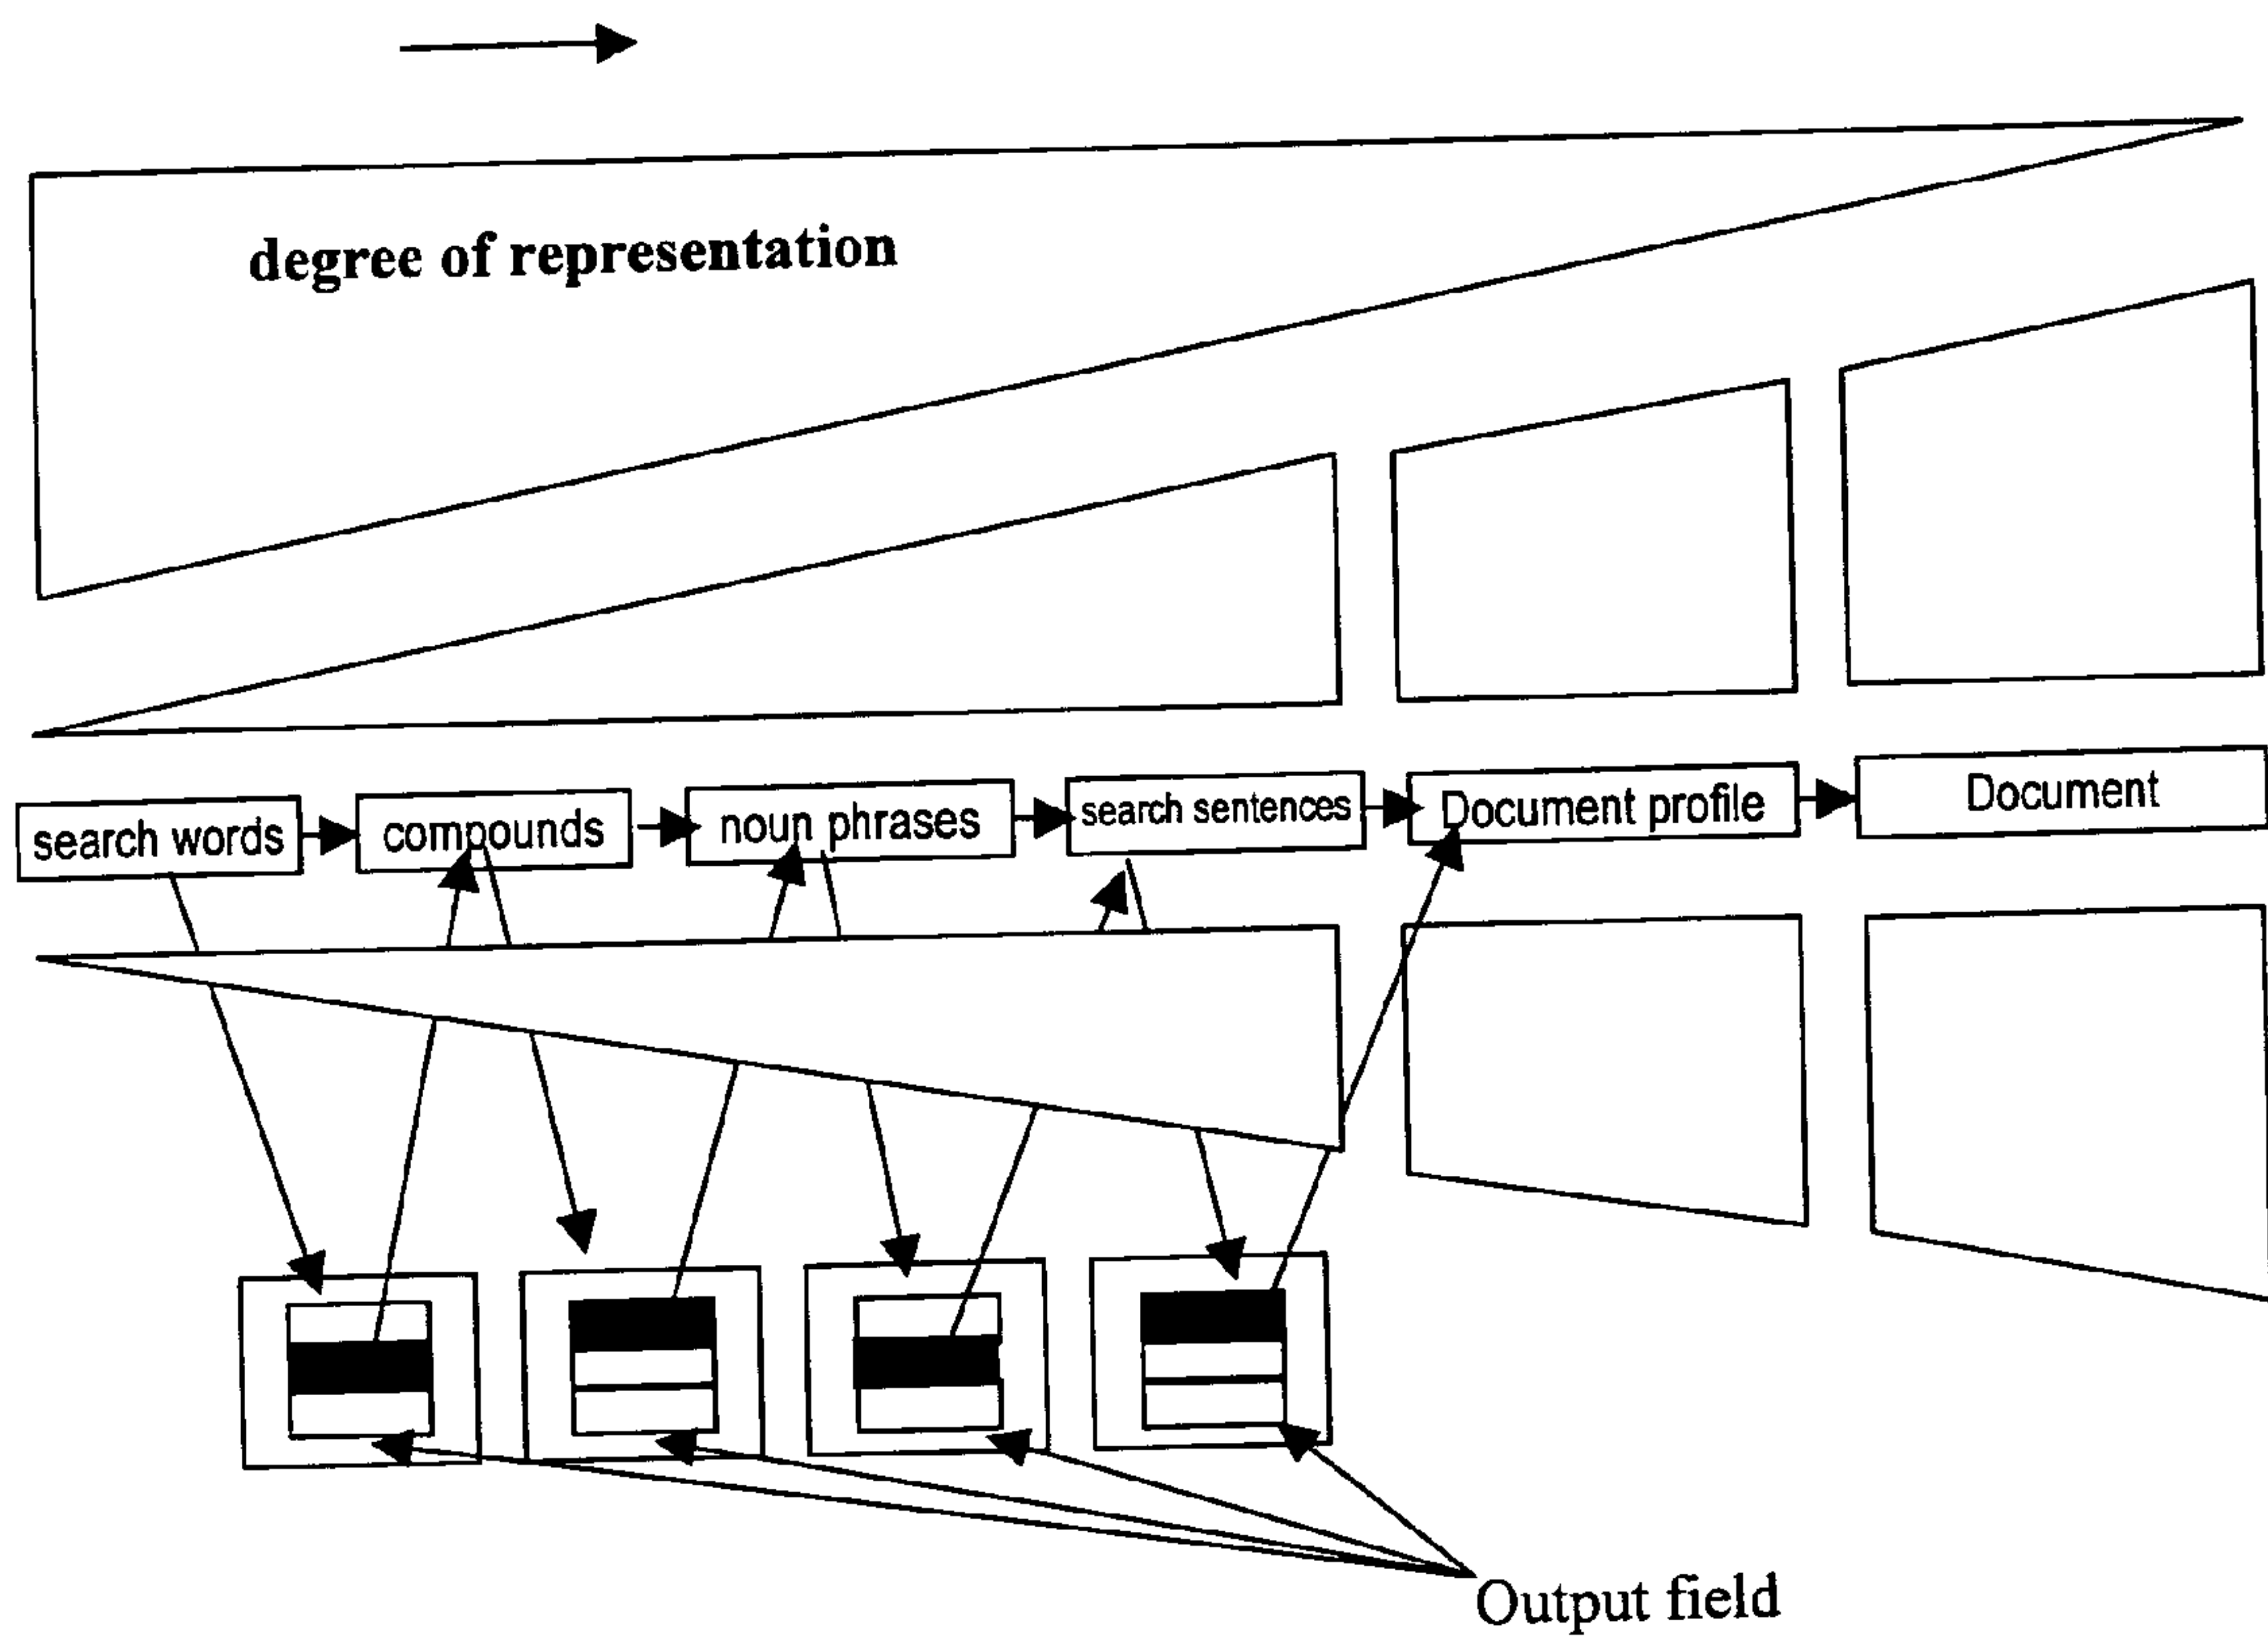 degree of representation
search words
compounds
noun phrases
search sentences
Document profile
Document
Output field